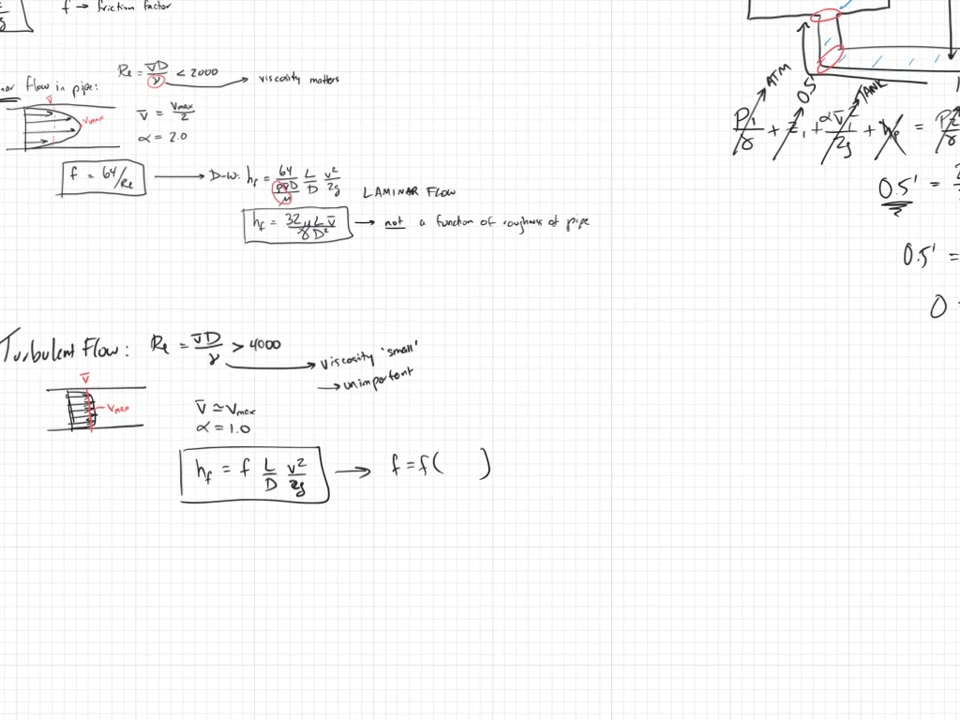 f → friction factor
g
nar Flow in pipe:
Re = V̄D/ν < 2000 → viscosity matters
V̄
Vmax
V̄ = Vmax/2
α = 2.0
f = 64/Re → D-W: hf = 64/(ρV̄D/μ) L/D V²/2g LAMINAR FLOW
hf = 32μLV̄/γD² → not a function of roughness of pipe
Turbulent Flow: Re = V̄D/ν > 4000
→ Viscosity 'small'
→ unimportant
V̄
Vmax
V̄ ≃ Vmax
α = 1.0
hf = f L/D V²/2g → f = f( )
0.5'
ATM
TANK
P1/γ + z1 + αV̄1²/2g + hp = P2/γ
0.5' =
0.5' =
0